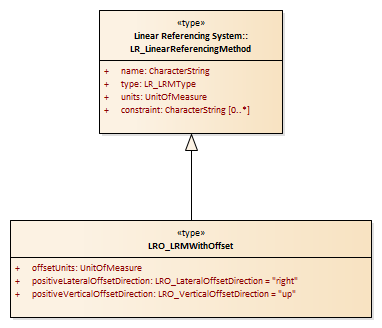 «type»
Linear Referencing System::
LR_LinearReferencingMethod
+ name: CharacterString
+ type: LR_LRMType
+ units: UnitOfMeasure
+ constraint: CharacterString [0..*]
«type»
LRO_LRMWithOffset
+ offsetUnits: UnitOfMeasure
+ positiveLateralOffsetDirection: LRO_LateralOffsetDirection = "right"
+ positiveVerticalOffsetDirection: LRO_VerticalOffsetDirection = "up"